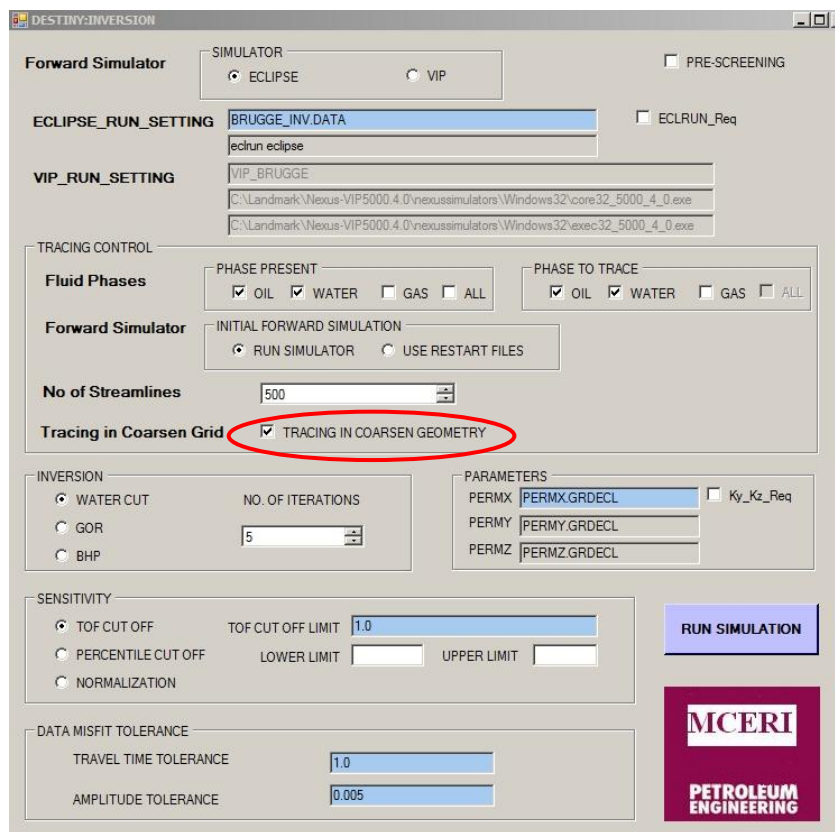 DESTINY:INVERSION
Forward Simulator
SIMULATOR
ECLIPSE
VIP
PRE-SCREENING
ECLIPSE_RUN_SETTING
BRUGGE_INV.DATA
ECLRUN_Req
eclrun eclipse
VIP_RUN_SETTING
VIP_BRUGGE
C:\Landmark\Nexus-VIP5000.4.0\nexussimulators\Windows32\core32_5000_4_0.exe
C:\Landmark\Nexus-VIP5000.4.0\nexussimulators\Windows32\exec32_5000_4_0.exe
TRACING CONTROL
Fluid Phases
PHASE PRESENT
OIL WATER GAS ALL
PHASE TO TRACE
OIL WATER GAS ALL
Forward Simulator
INITIAL FORWARD SIMULATION
RUN SIMULATOR USE RESTART FILES
No of Streamlines
500
Tracing in Coarsen Grid
TRACING IN COARSEN GEOMETRY
INVERSION
WATER CUT
GOR
BHP
NO. OF ITERATIONS
5
PARAMETERS
PERMX PERMX.GRDECL Ky_Kz_Req
PERMY PERMY.GRDECL
PERMZ PERMZ.GRDECL
SENSITIVITY
TOF CUT OFF TOF CUT OFF LIMIT 1.0
PERCENTILE CUT OFF LOWER LIMIT UPPER LIMIT
NORMALIZATION
RUN SIMULATION
DATA MISFIT TOLERANCE
TRAVEL TIME TOLERANCE 1.0
AMPLITUDE TOLERANCE 0.005
MCERI
PETROLEUM
ENGINEERING